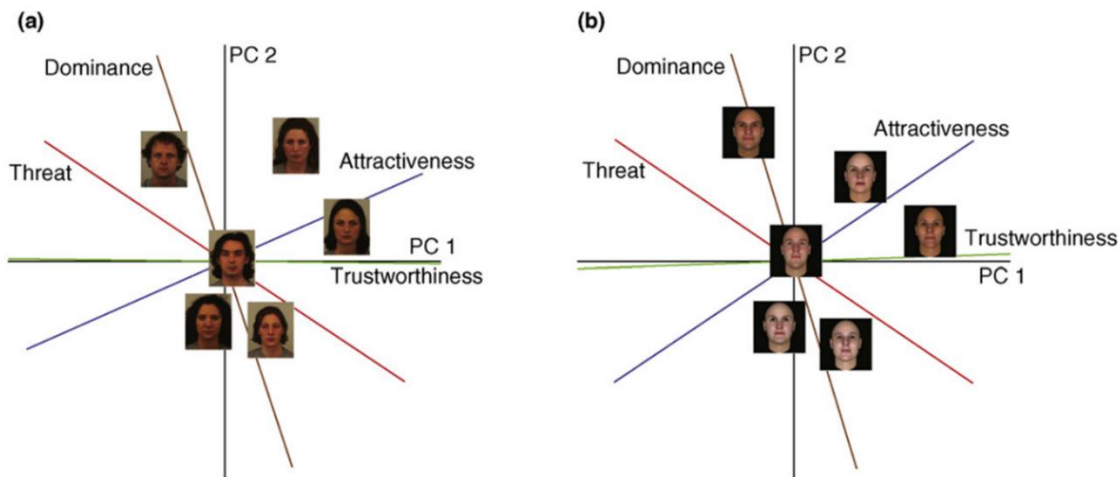 (a)
PC 2
Dominance
Attractiveness
Threat
PC 1
Trustworthiness
(b)
PC 2
Dominance
Attractiveness
Threat
Trustworthiness
PC 1